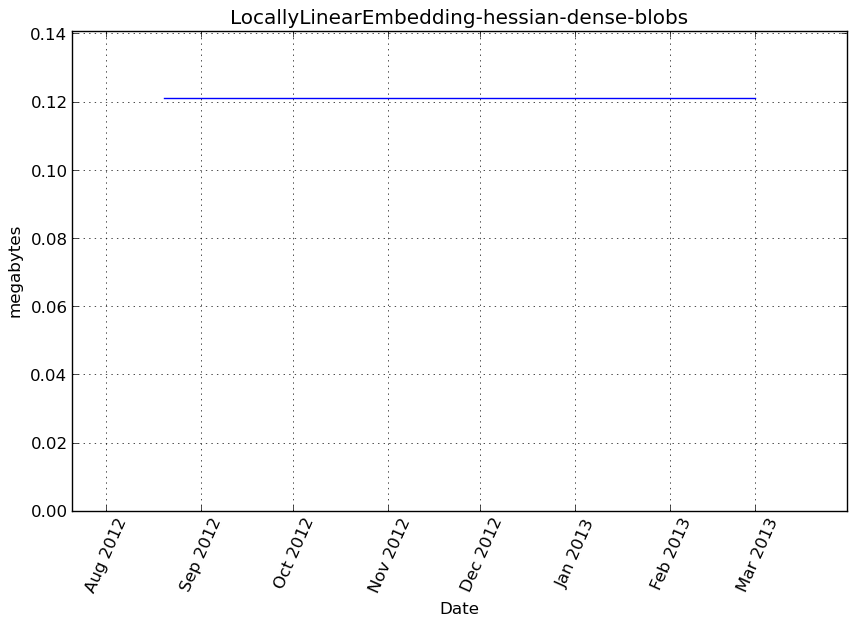 LocallyLinearEmbedding-hessian-dense-blobs
0.14
0.12
0.10
0.08
0.06
0.04
0.02
0.00
megabytes
Aug 2012
Sep 2012
Oct 2012
Nov 2012
Dec 2012
Jan 2013
Feb 2013
Mar 2013
Date